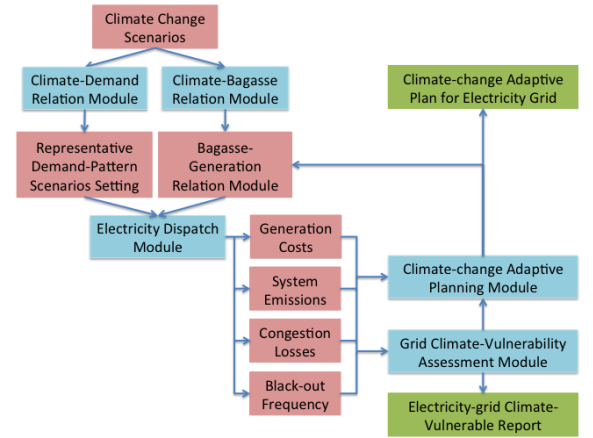 Climate Change
Scenarios
Climate-Demand
Relation Module
Climate-Bagasse
Relation Module
Climate-change Adaptive
Plan for Electricity Grid
Representative
Demand-Pattern
Scenarios Setting
Bagasse-
Generation
Relation Module
Electricity Dispatch
Module
Generation
Costs
System
Emissions
Climate-change Adaptive
Planning Module
Congestion
Losses
Grid Climate-Vulnerability
Assessment Module
Black-out
Frequency
Electricity-grid Climate-
Vulnerable Report